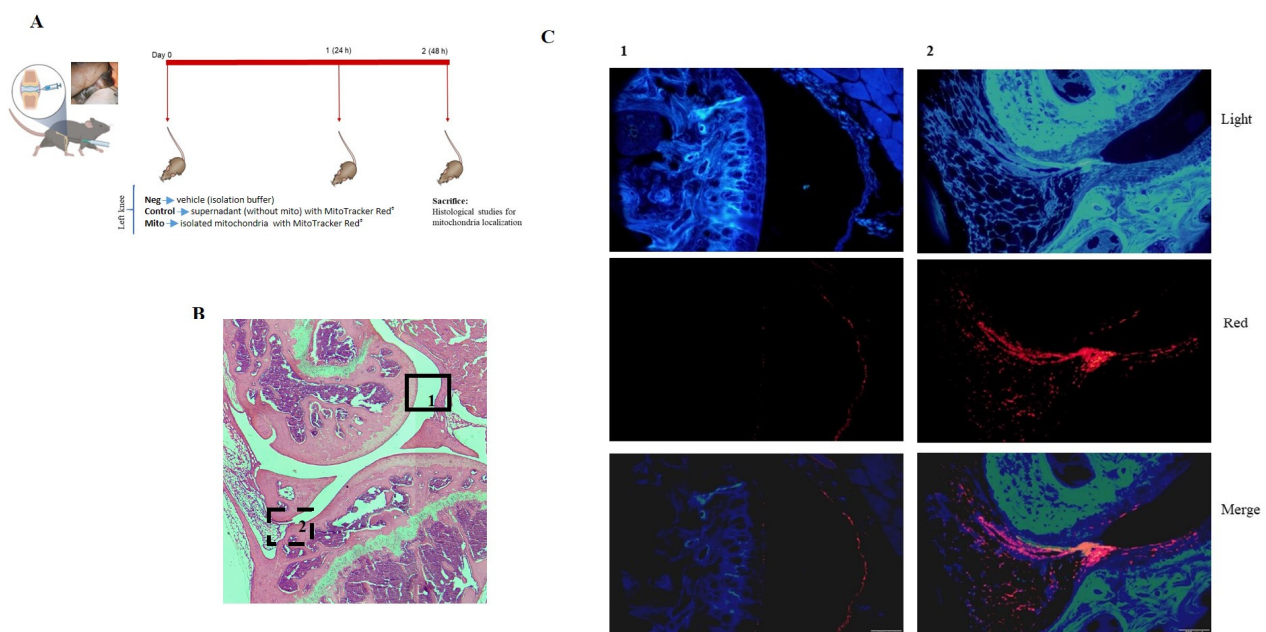 A
Day 0
1 (24 h)
2 (48 h)
Left knee
Neg vehicle (isolation buffer)
Control supernadant (without mito) with MitoTracker Red®
Mito isolated mitochondria with MitoTracker Red®
Sacrifice:
Histological studies for
mitochondria localization
B
1
2
C
1
2
Light
Red
Merge